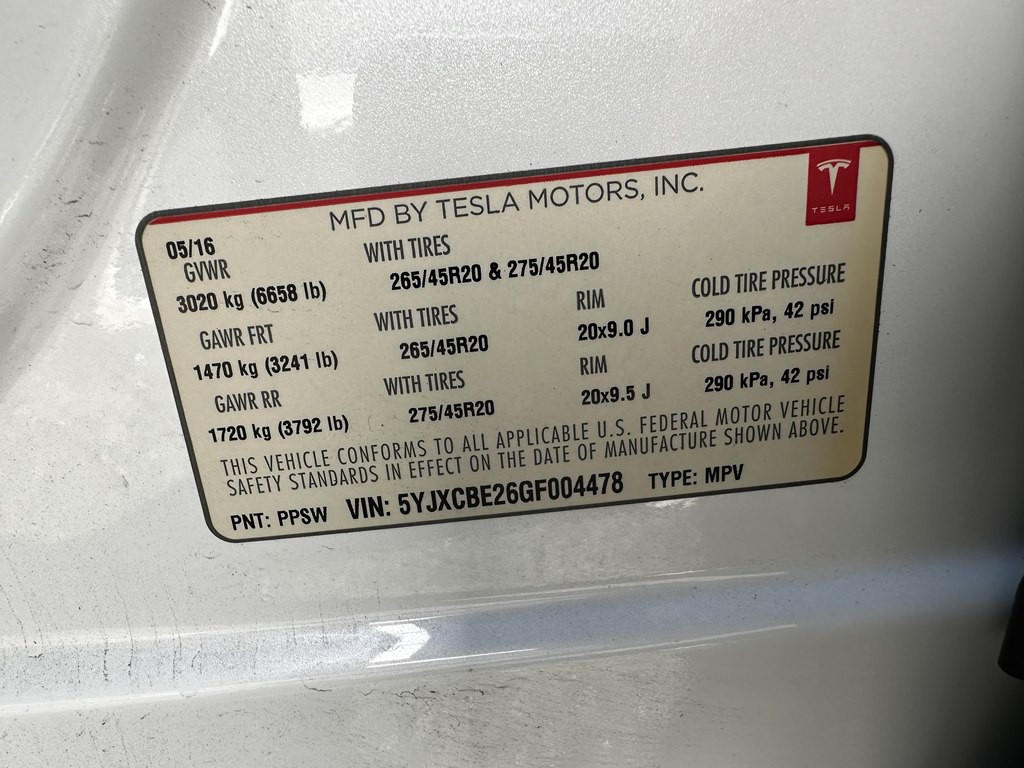 MFD BY TESLA MOTORS, INC.
TESLA
05/16
GVWR WITH TIRES
3020 kg (6658 lb) 265/45R20 & 275/45R20
GAWR FRT WITH TIRES RIM COLD TIRE PRESSURE
1470 kg (3241 lb) 265/45R20 20x9.0 J 290 kPa, 42 psi
GAWR RR WITH TIRES RIM COLD TIRE PRESSURE
1720 kg (3792 lb) 275/45R20 20x9.5 J 290 kPa, 42 psi
THIS VEHICLE CONFORMS TO ALL APPLICABLE U.S. FEDERAL MOTOR VEHICLE
SAFETY STANDARDS IN EFFECT ON THE DATE OF MANUFACTURE SHOWN ABOVE.
PNT: PPSW VIN: 5YJXCBE26GF004478 TYPE: MPV